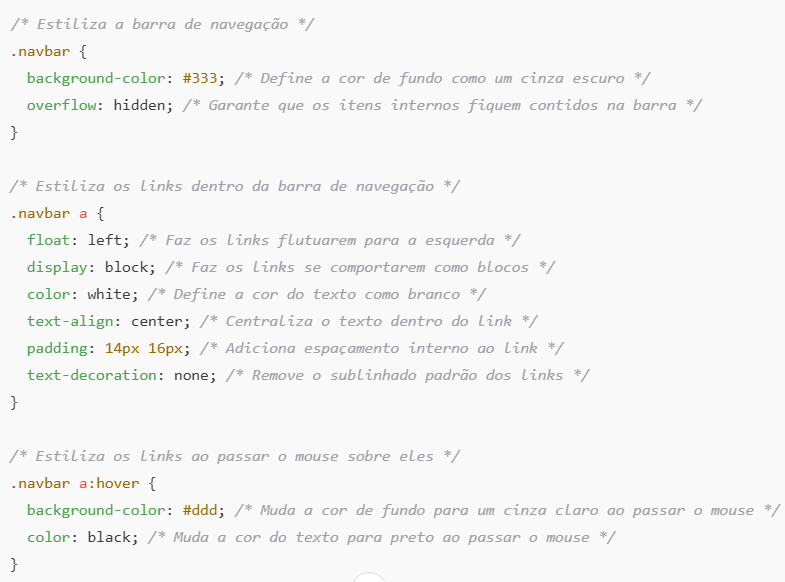 /* Estiliza a barra de navegação */
.navbar {
  background-color: #333; /* Define a cor de fundo como um cinza escuro */
  overflow: hidden; /* Garante que os itens internos fiquem contidos na barra */
}

/* Estiliza os links dentro da barra de navegação */
.navbar a {
  float: left; /* Faz os links flutuarem para a esquerda */
  display: block; /* Faz os links se comportarem como blocos */
  color: white; /* Define a cor do texto como branco */
  text-align: center; /* Centraliza o texto dentro do link */
  padding: 14px 16px; /* Adiciona espaçamento interno ao link */
  text-decoration: none; /* Remove o sublinhado padrão dos links */
}

/* Estiliza os links ao passar o mouse sobre eles */
.navbar a:hover {
  background-color: #ddd; /* Muda a cor de fundo para um cinza claro ao passar o mouse */
  color: black; /* Muda a cor do texto para preto ao passar o mouse */
}